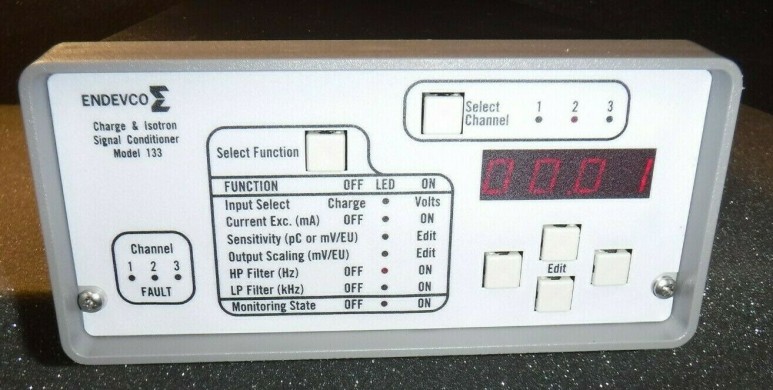 ENDEVCO
Charge & Isotron
Signal Conditioner
Model 133
Select Channel 1 2 3
Select Function
FUNCTION OFF LED ON
Input Select Charge Volts
Current Exc. (mA) OFF ON
Sensitivity (pC or mV/EU) Edit
Output Scaling (mV/EU) Edit
HP Filter (Hz) OFF ON
LP Filter (kHz) OFF ON
Monitoring State OFF ON
Channel
1 2 3
FAULT
000.1
Edit